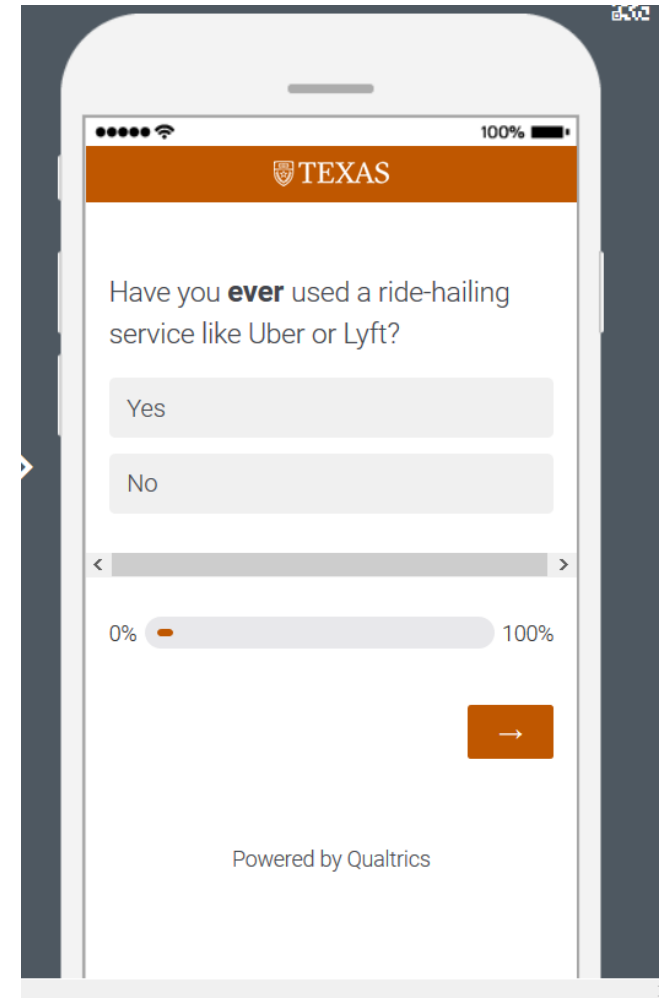 100%
TEXAS
Have you ever used a ride-hailing
service like Uber or Lyft?
Yes
No
0% 100%
→
Powered by Qualtrics